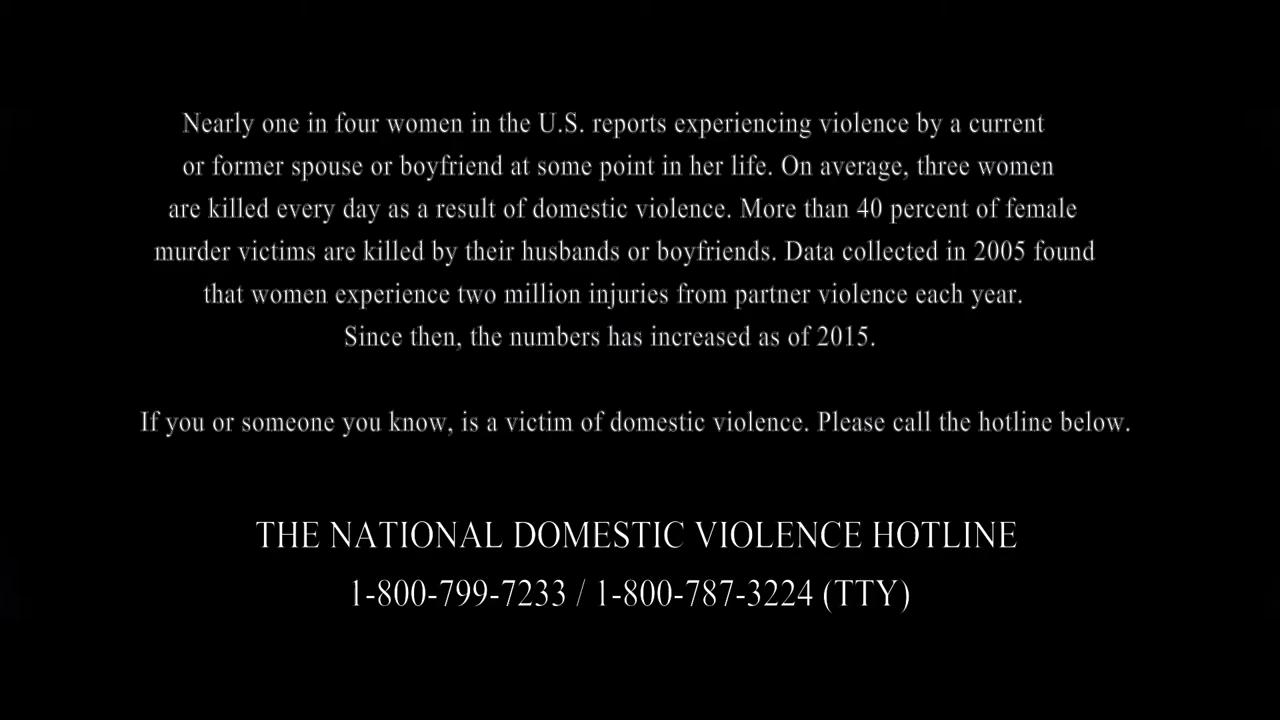 Nearly one in four women in the U.S. reports experiencing violence by a current
or former spouse or boyfriend at some point in her life. On average, three women
are killed every day as a result of domestic violence. More than 40 percent of female
murder victims are killed by their husbands or boyfriends. Data collected in 2005 found
that women experience two million injuries from partner violence each year.
Since then, the numbers has increased as of 2015.
If you or someone you know, is a victim of domestic violence. Please call the hotline below.
THE NATIONAL DOMESTIC VIOLENCE HOTLINE
1-800-799-7233 / 1-800-787-3224 (TTY)